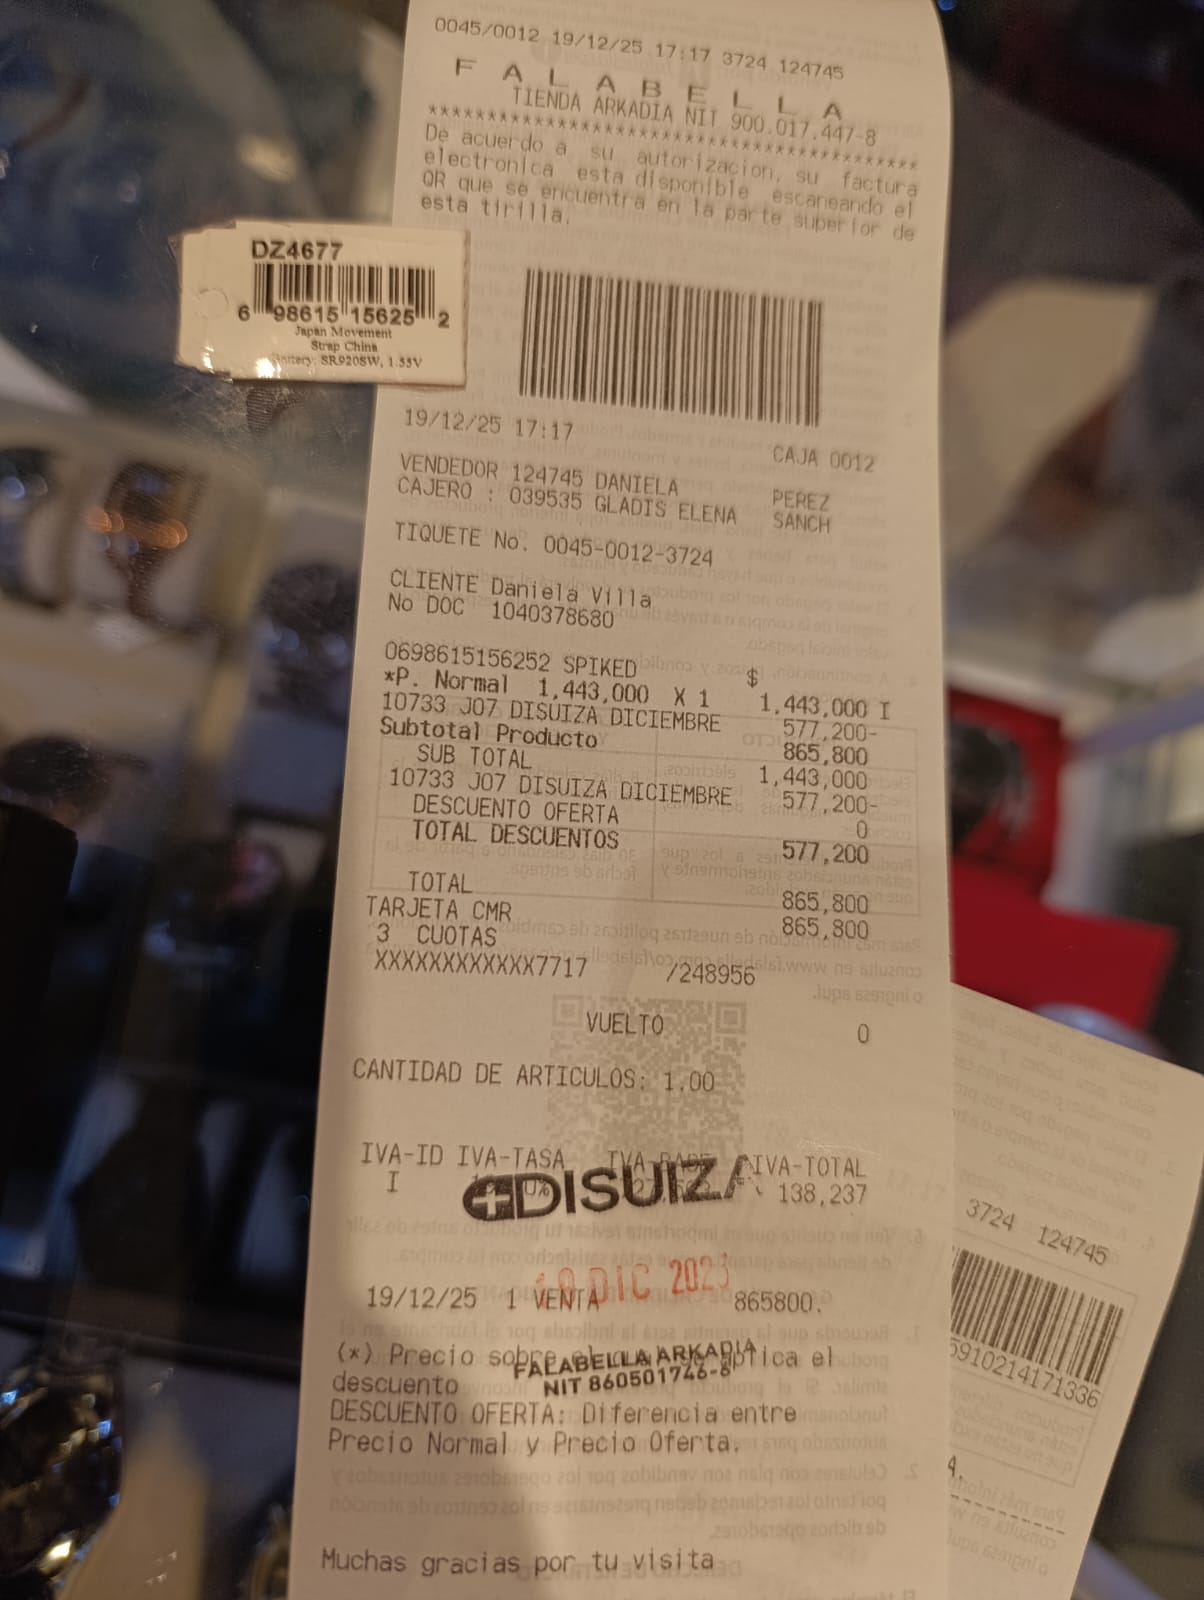 0045/0012 19/12/25 17:17 3724 124745
F A L A B E L L A
TIENDA ARKADIA NIT 900.017.447-8
****************************************
De acuerdo a su autorizacion, su factura
electronica esta disponible escaneando el
QR que se encuentra en la parte superior de
esta tirilla.
DZ4677
6 98615 15625 2
Japan Movement
Strap China
Battery: SR920SW, 1.55V
19/12/25 17:17 CAJA 0012
VENDEDOR 124745 DANIELA PEREZ
CAJERO : 039535 GLADIS ELENA SANCH
TIQUETE No. 0045-0012-3724
CLIENTE Daniela Villa
No DOC 1040378680
0698615156252 SPIKED $
*P. Normal 1,443,000 X 1 1,443,000 I
10733 J07 DISUIZA DICIEMBRE 577,200-
Subtotal Producto 865,800
SUB TOTAL 1,443,000
10733 J07 DISUIZA DICIEMBRE 577,200-
DESCUENTO OFERTA 0
TOTAL DESCUENTOS 577,200
TOTAL 865,800
TARJETA CMR 865,800
3 CUOTAS
XXXXXXXXXXXX7717 /248956
VUELTO 0
CANTIDAD DE ARTICULOS: 1.00
IVA-ID IVA-TASA IVA-TOTAL
I 138,237
DISUIZA
DIC
19/12/25 1 VENTA 865800.
(*) Precio sobre el
descuento
FALABELLA ARKADIA
NIT 860501746-8
DESCUENTO OFERTA: Diferencia entre
Precio Normal y Precio Oferta.
Muchas gracias por tu visita
3724 124745
5910214171336